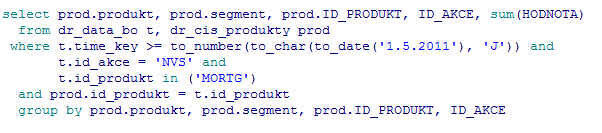 select prod.produkt, prod.segment, prod.ID_PRODUKT, ID_AKCE, sum(HODNOTA)
from dr_data_bo t, dr_cis_produkty prod
where t.time_key >= to_number(to_char(to_date('1.5.2011'), 'J')) and
t.id_akce = 'NVS' and
t.id_produkt in ('MORTG')
and prod.id_produkt = t.id_produkt
group by prod.produkt, prod.segment, prod.ID_PRODUKT, ID_AKCE